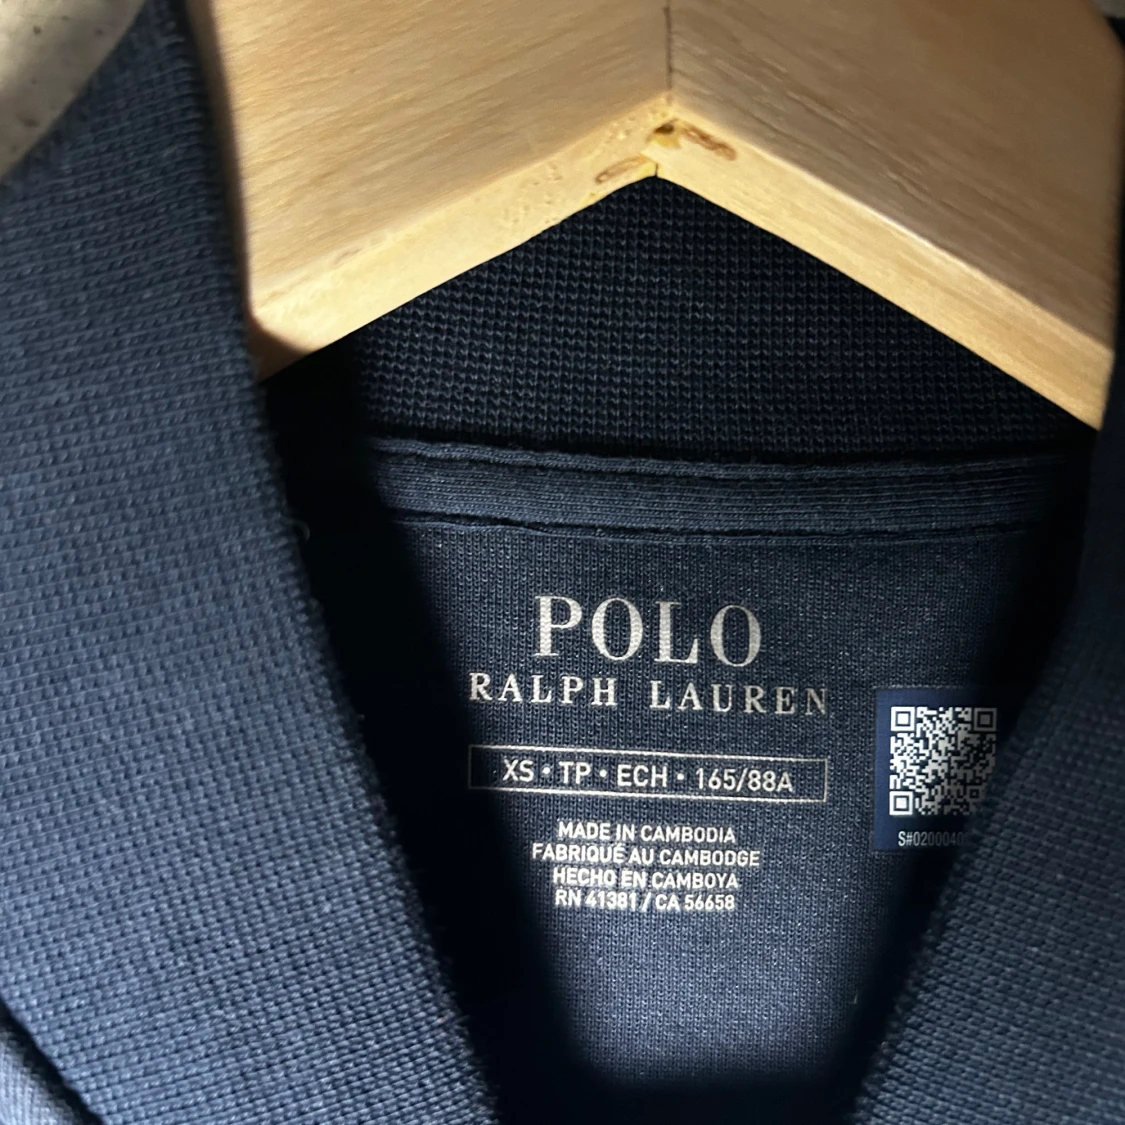 POLO
RALPH LAUREN
XS • TP • ECH • 165/88A
MADE IN CAMBODIA
FABRIQUÉ AU CAMBODGE
HECHO EN CAMBOYA
RN 41381 / CA 56658